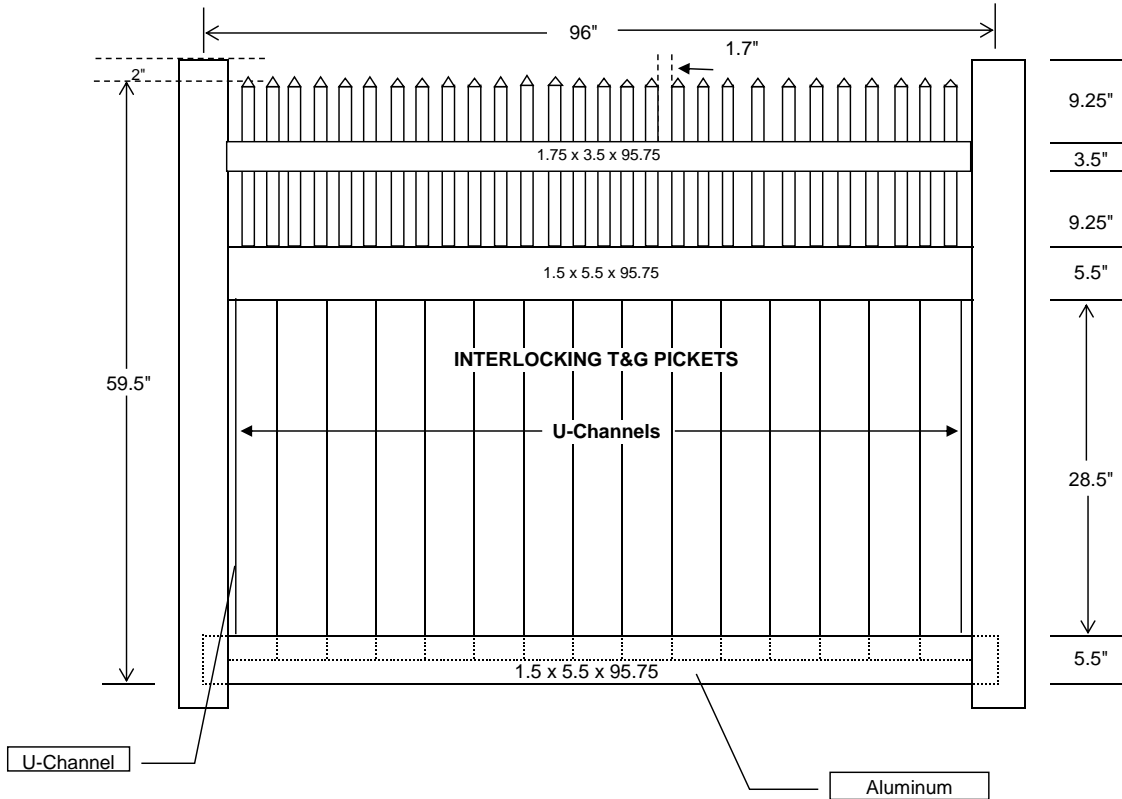 96"
1.7"
2"
9.25"
1.75 x 3.5 x 95.75
3.5"
9.25"
1.5 x 5.5 x 95.75
5.5"
INTERLOCKING T&G PICKETS
59.5"
U-Channels
28.5"
1.5 x 5.5 x 95.75
5.5"
U-Channel
Aluminum